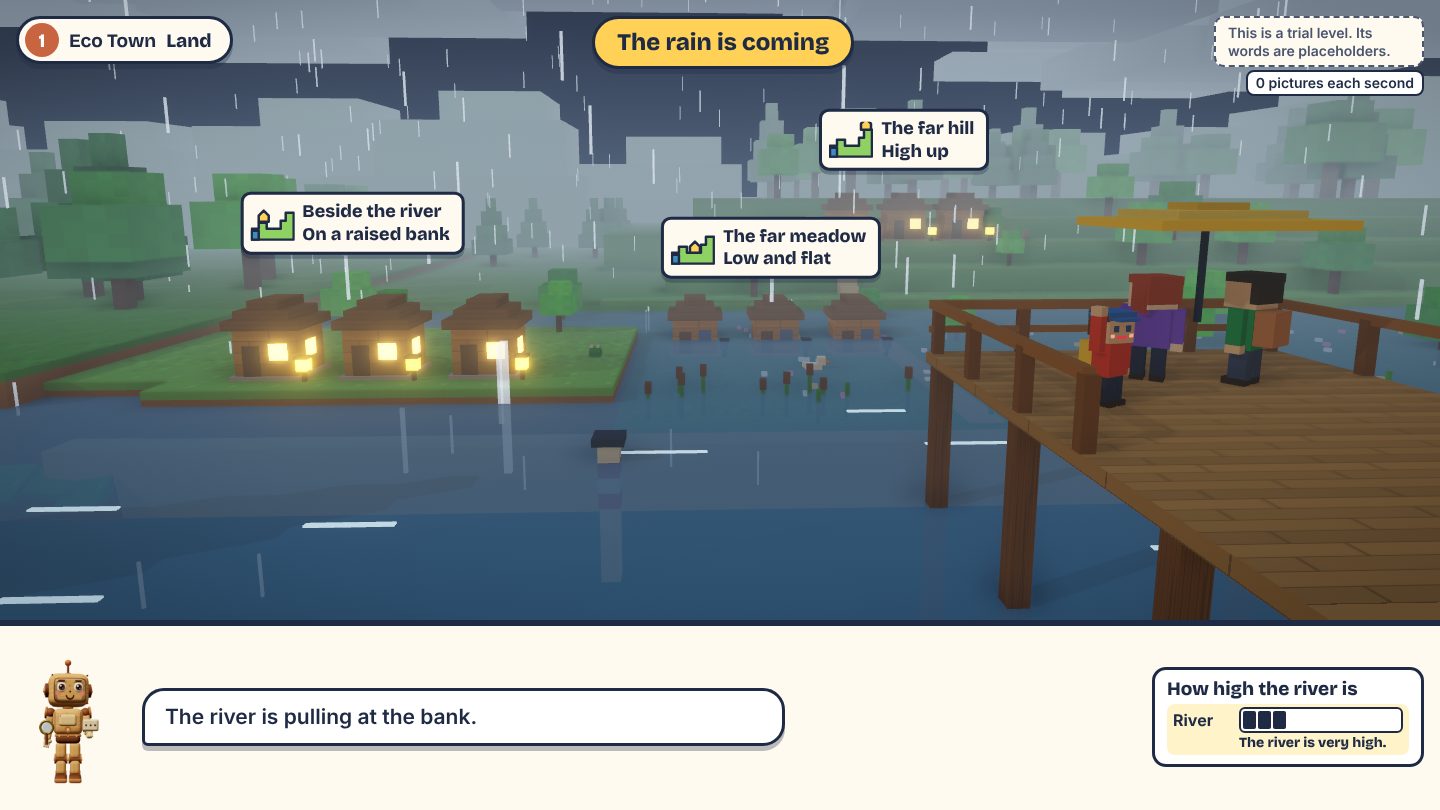 1 Eco Town Land
The rain is coming
This is a trial level. Its
words are placeholders.
0 pictures each second
The far hill
High up
Beside the river
On a raised bank
The far meadow
Low and flat
The river is pulling at the bank.
How high the river is
River
The river is very high.